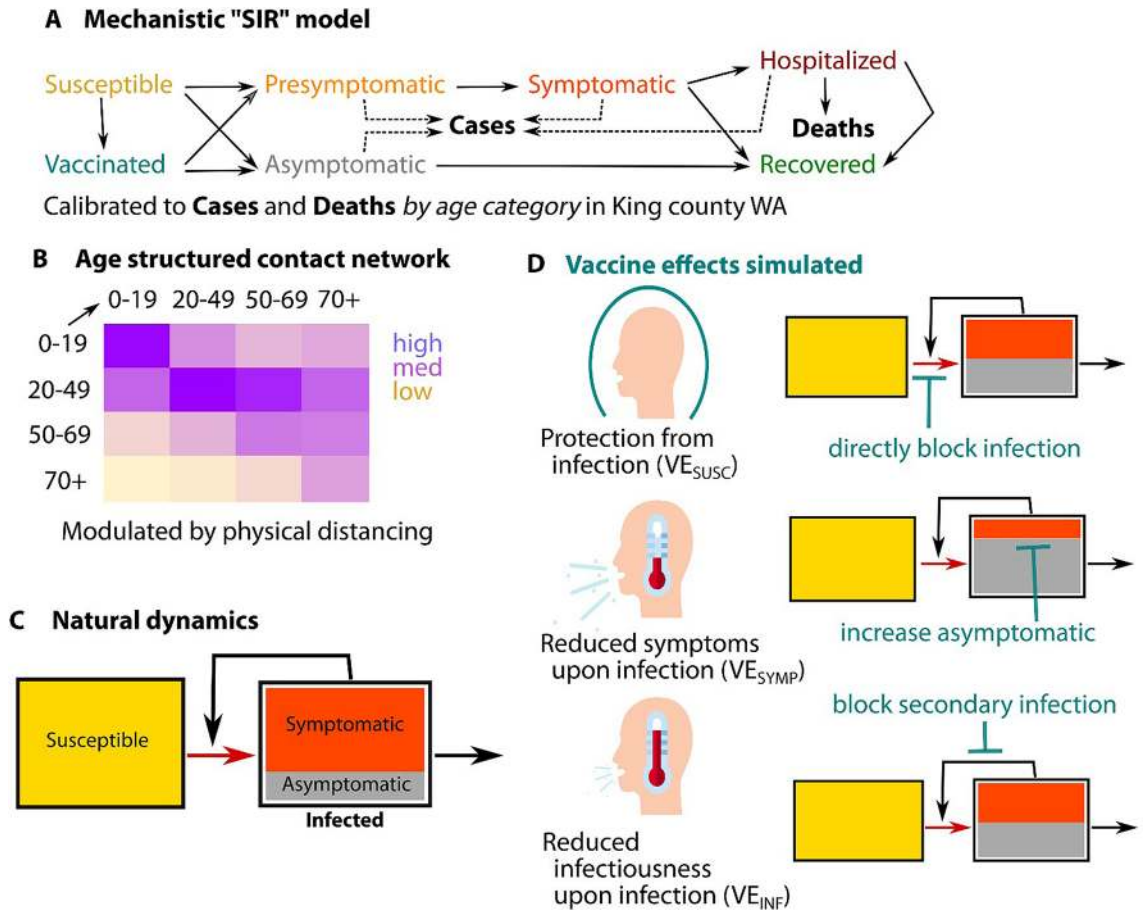 A Mechanistic "SIR" model
Susceptible
Presymptomatic
Symptomatic
Hospitalized
Cases
Deaths
Vaccinated
Asymptomatic
Recovered
Calibrated to Cases and Deaths by age category in King county WA
B Age structured contact network
0-19 20-49 50-69 70+
0-19
20-49
50-69
70+
high
med
low
Modulated by physical distancing
C Natural dynamics
Susceptible
Symptomatic
Asymptomatic
Infected
D Vaccine effects simulated
Protection from
infection (VESUSC)
directly block infection
Reduced symptoms
upon infection (VESYMP)
increase asymptomatic
block secondary infection
Reduced
infectiousness
upon infection (VEINF)